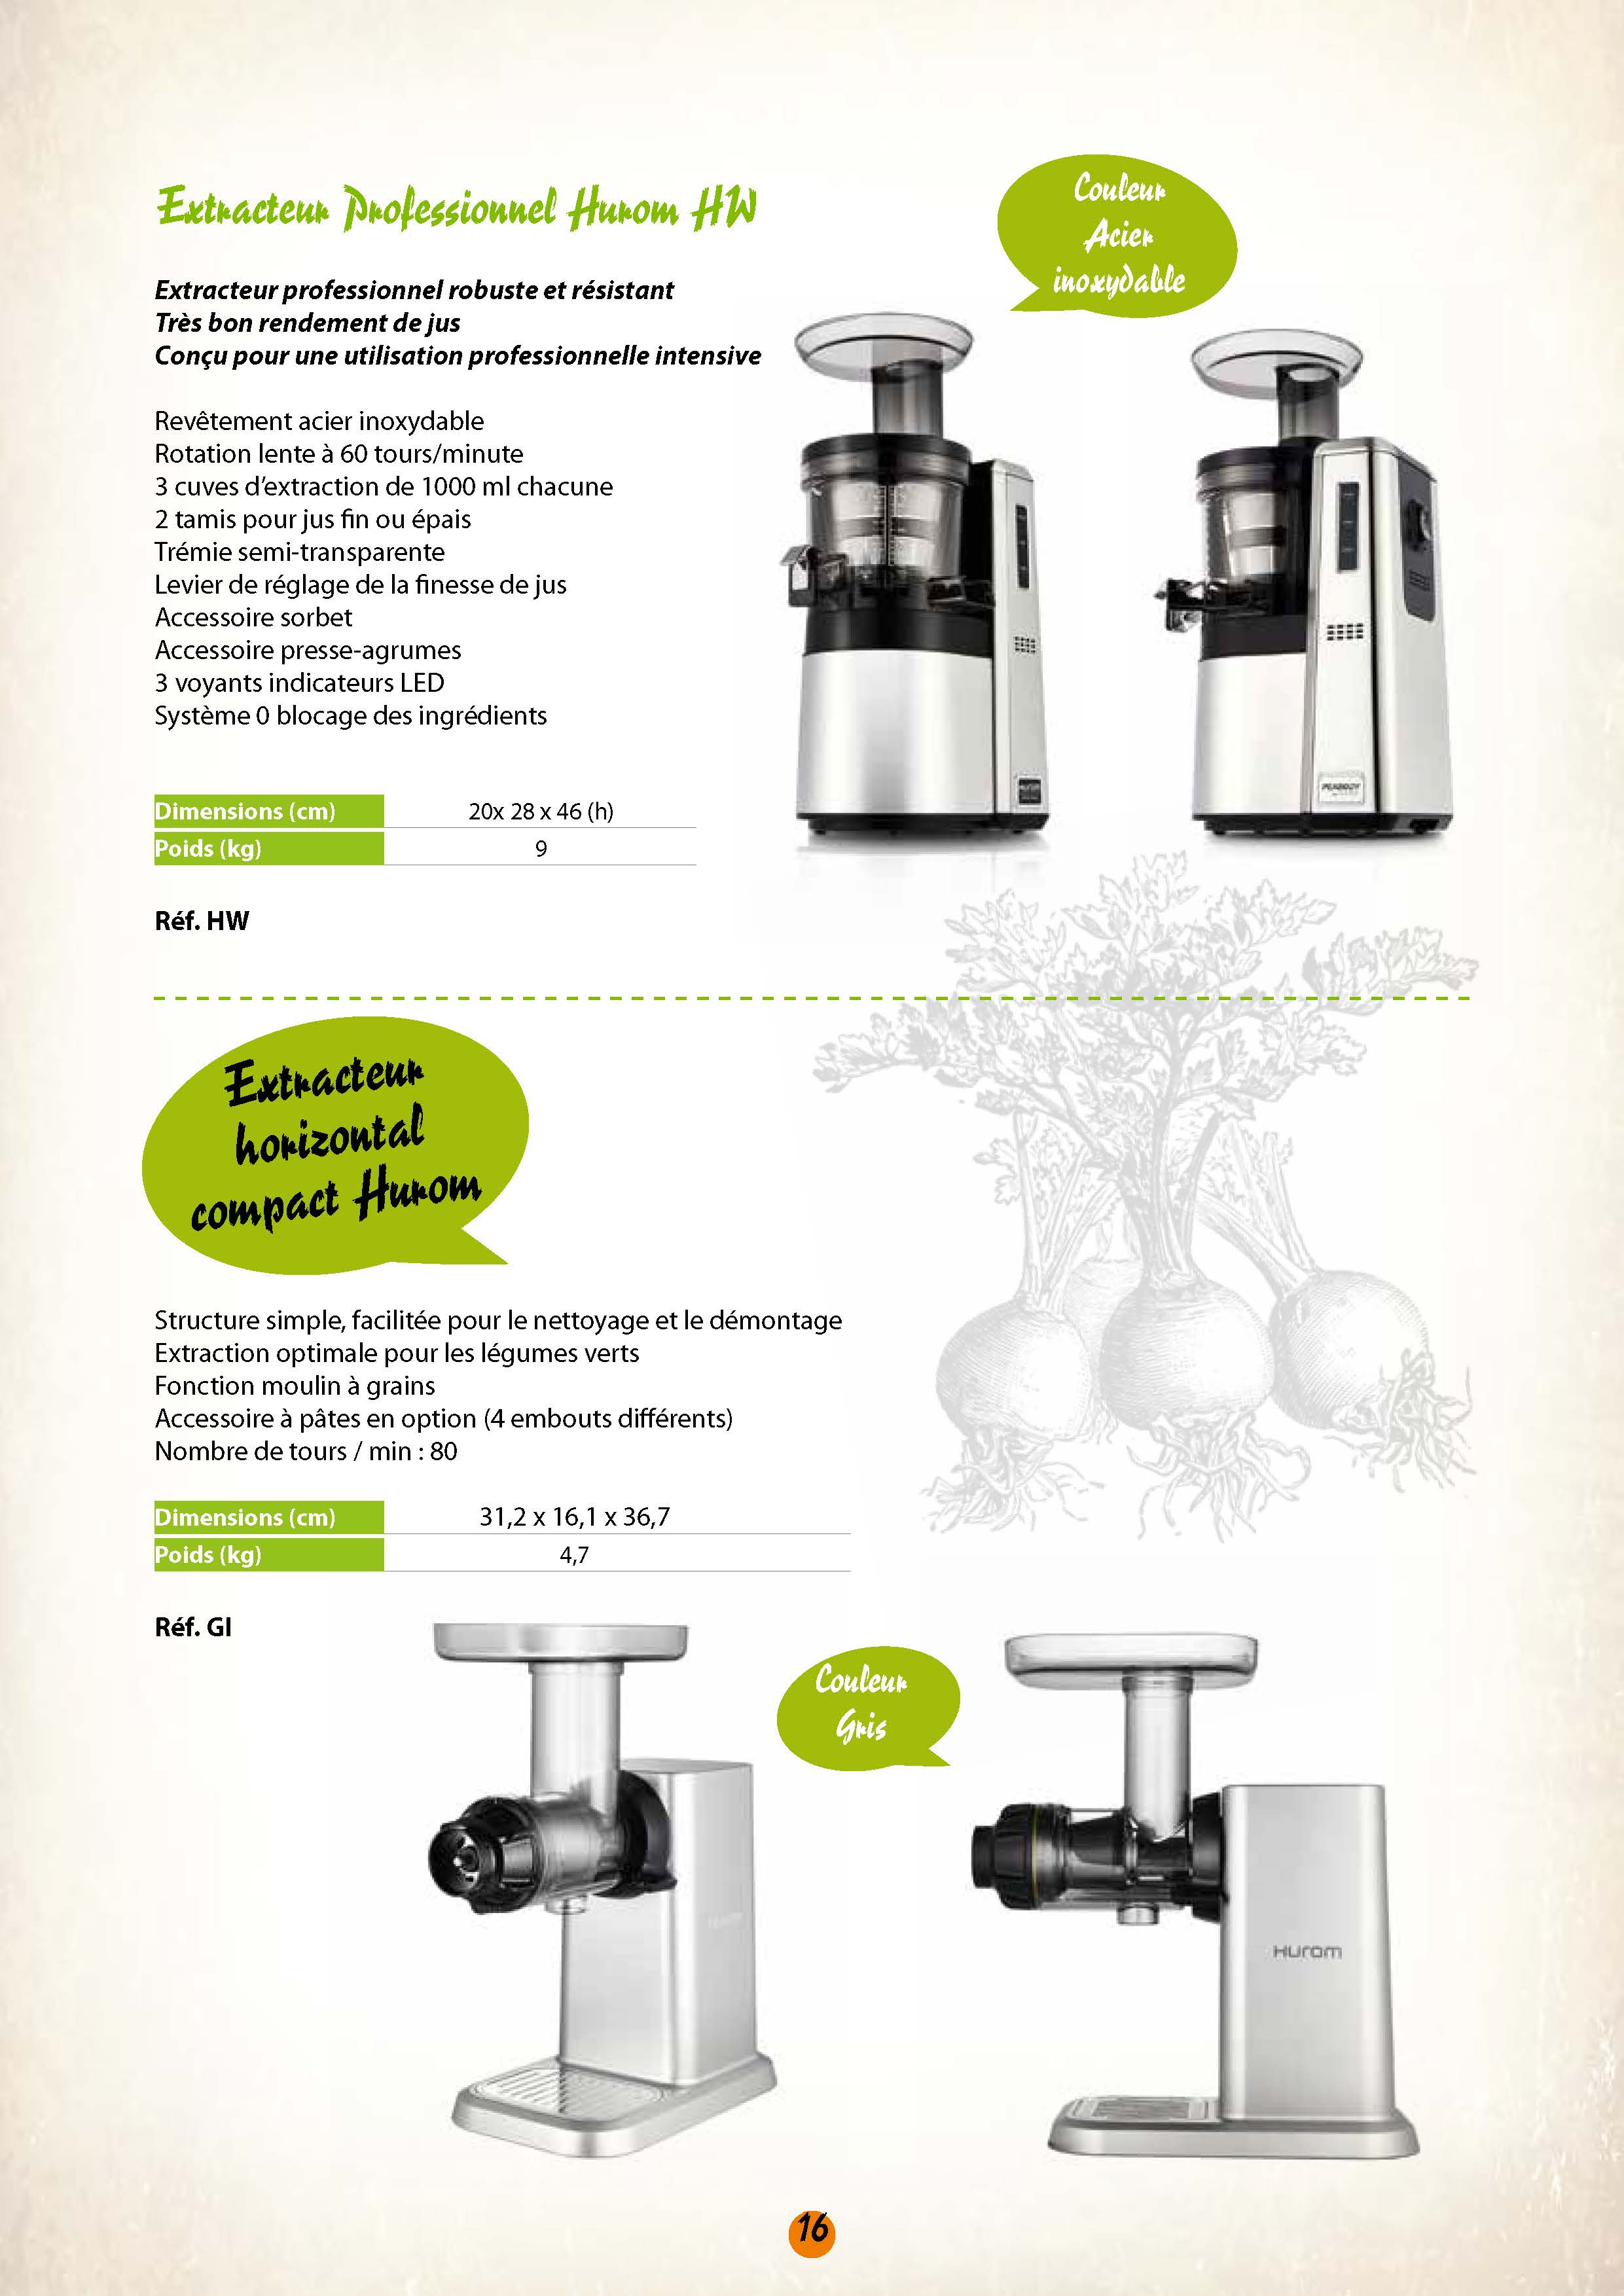 Extracteur Professionnel Hurom HW
Couleur
Acier
inoxydable
Extracteur professionnel robuste et résistant
Très bon rendement de jus
Conçu pour une utilisation professionnelle intensive
Revêtement acier inoxydable
Rotation lente à 60 tours/minute
3 cuves d’extraction de 1000 ml chacune
2 tamis pour jus fin ou épais
Trémie semi-transparente
Levier de réglage de la finesse de jus
Accessoire sorbet
Accessoire presse-agrumes
3 voyants indicateurs LED
Système 0 blocage des ingrédients
PEABODY
Dimensions (cm) 20x 28 x 46 (h)
Poids (kg) 9
Réf. HW
Extracteur
horizontal
compact Hurom
Structure simple, facilitée pour le nettoyage et le démontage
Extraction optimale pour les légumes verts
Fonction moulin à grains
Accessoire à pâtes en option (4 embouts différents)
Nombre de tours / min : 80
Dimensions (cm) 31,2 x 16,1 x 36,7
Poids (kg) 4,7
Réf. GI
Couleur
Gris
Hurom
16